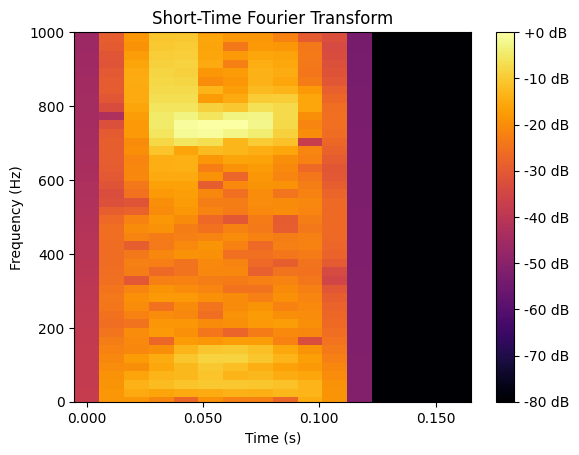 Short-Time Fourier Transform
1000
800
600
400
200
0
Frequency (Hz)
0.000
0.050
0.100
0.150
Time (s)
+0 dB
-10 dB
-20 dB
-30 dB
-40 dB
-50 dB
-60 dB
-70 dB
-80 dB